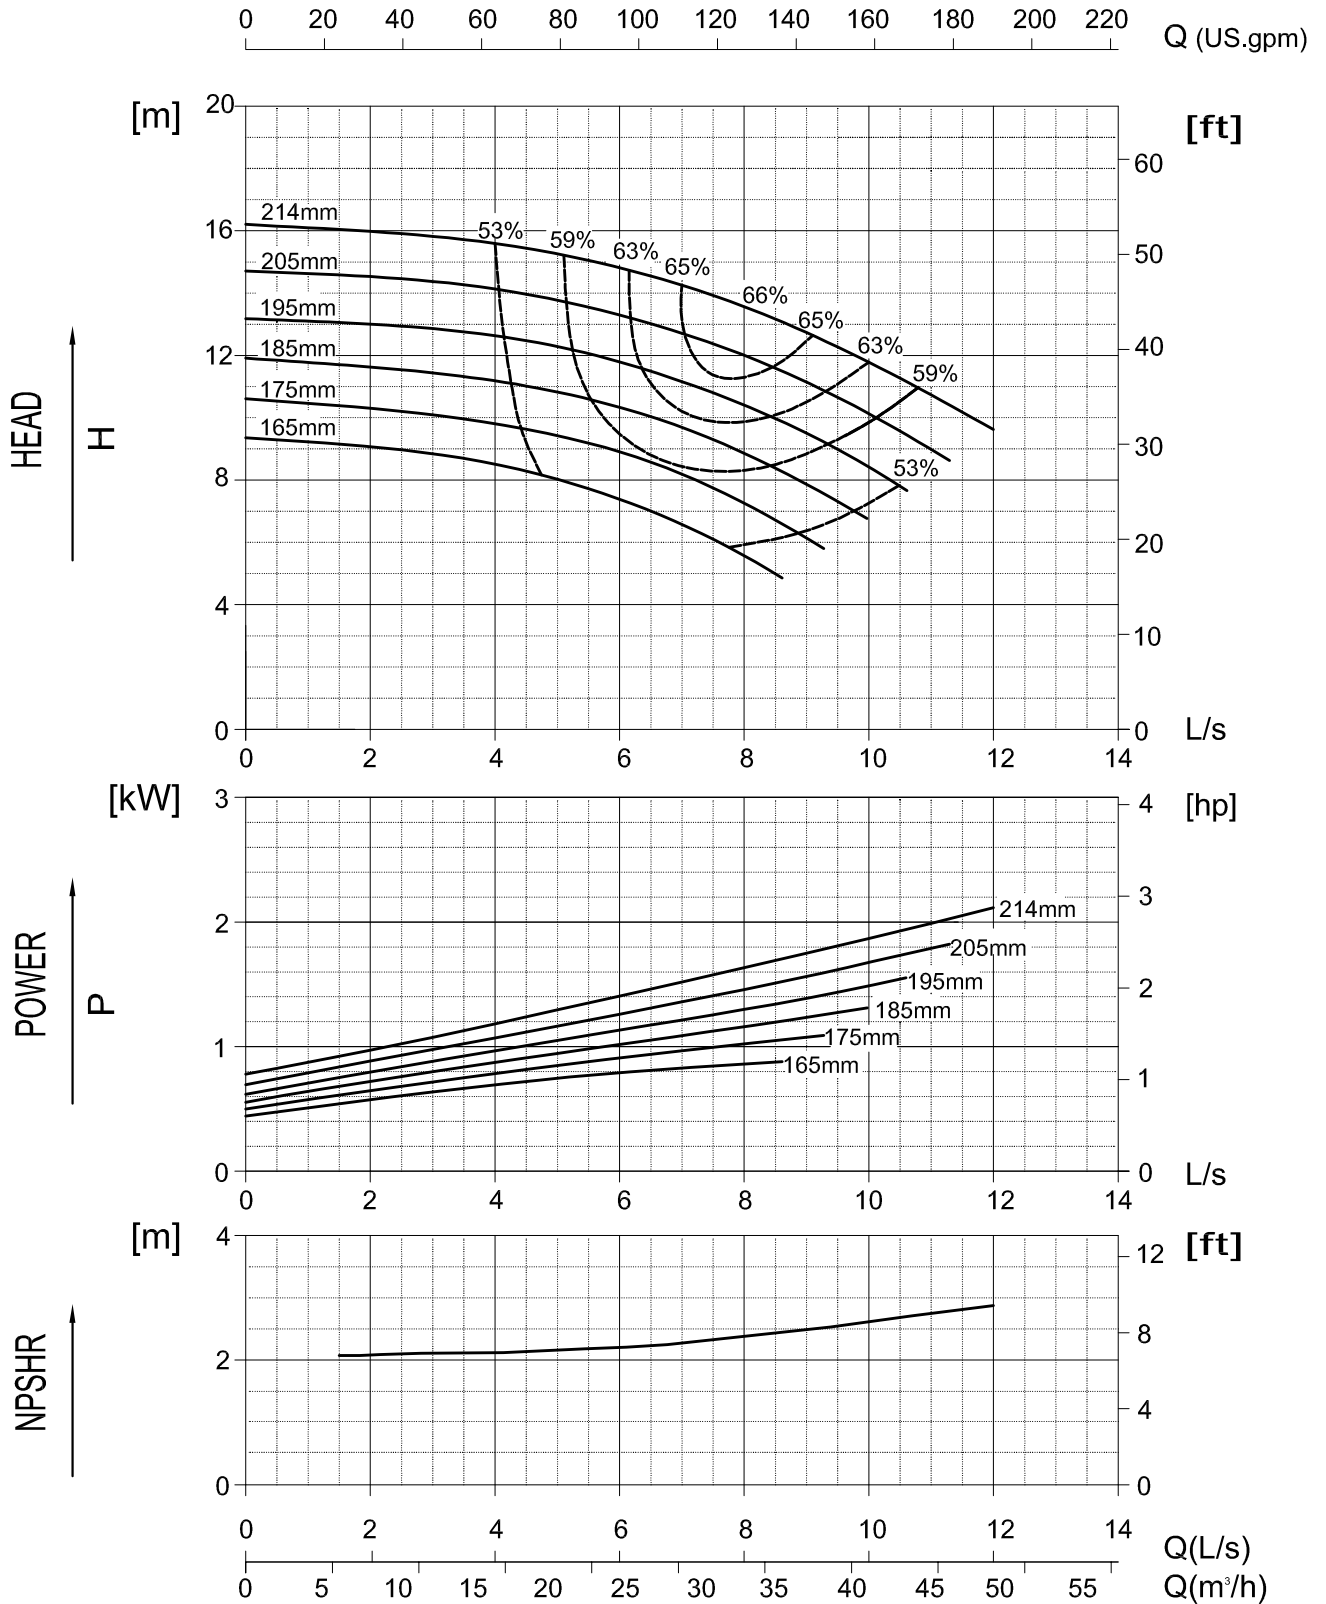 0 20 40 60 80 100 120 140 160 180 200 220
Q (US.gpm)
[m]
[ft]
20
16
12
8
4
0
60
50
40
30
20
10
0
HEAD
H
214mm
205mm
195mm
185mm
175mm
165mm
53%
59%
63%
65%
66%
65%
63%
59%
53%
L/s
0 2 4 6 8 10 12 14
[kW]
[hp]
3
2
1
0
4
3
2
1
0
POWER
P
214mm
205mm
195mm
185mm
175mm
165mm
L/s
0 2 4 6 8 10 12 14
[m]
[ft]
4
2
0
12
8
4
0
NPSHR
0 2 4 6 8 10 12 14
Q(L/s)
0 5 10 15 20 25 30 35 40 45 50 55
Q(m³/h)